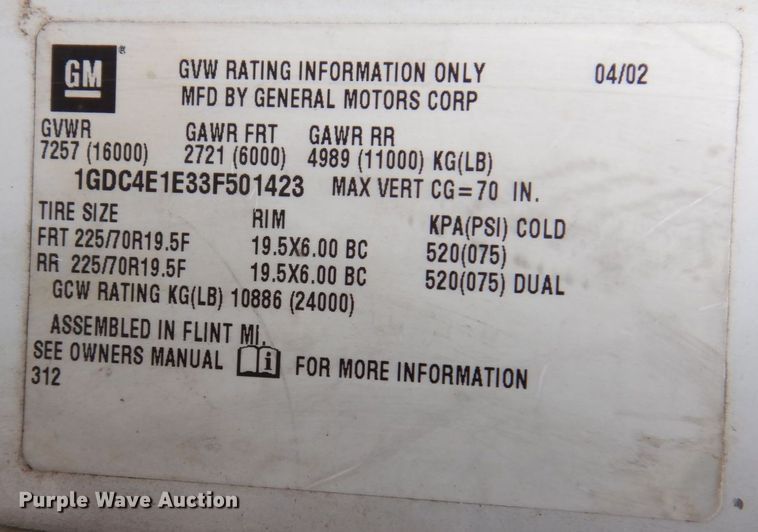 GM ®
GVW RATING INFORMATION ONLY 04/02
MFD BY GENERAL MOTORS CORP
GVWR GAWR FRT GAWR RR
7257 (16000) 2721 (6000) 4989 (11000) KG(LB)
1GDC4E1E33F501423 MAX VERT CG=70 IN.
TIRE SIZE RIM KPA(PSI) COLD
FRT 225/70R19.5F 19.5X6.00 BC 520(075)
RR 225/70R19.5F 19.5X6.00 BC 520(075) DUAL
GCW RATING KG(LB) 10886 (24000)
ASSEMBLED IN FLINT MI.
SEE OWNERS MANUAL i FOR MORE INFORMATION
312
Purple Wave Auction